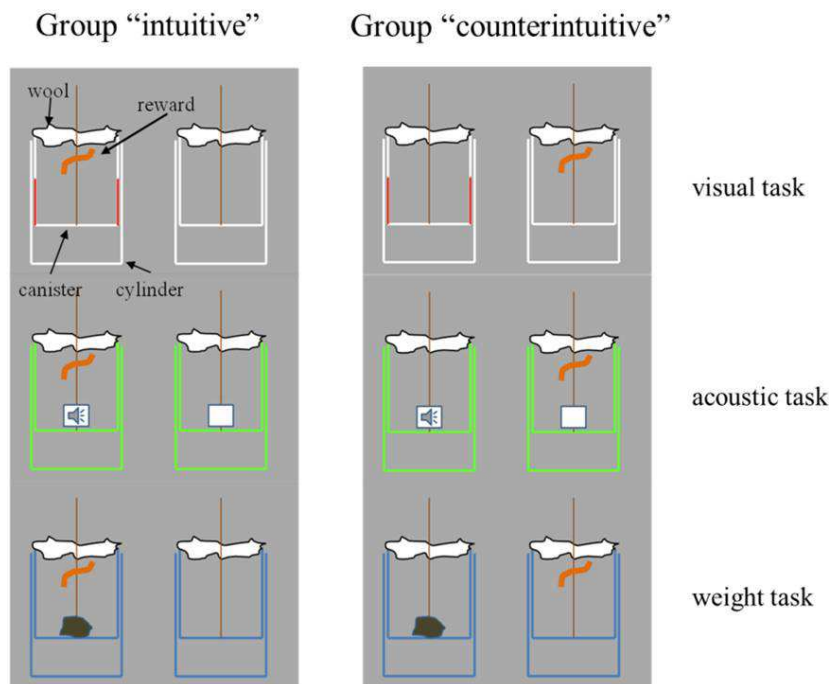 Group “intuitive”
Group “counterintuitive”
wool
reward
canister
cylinder
visual task
acoustic task
weight task